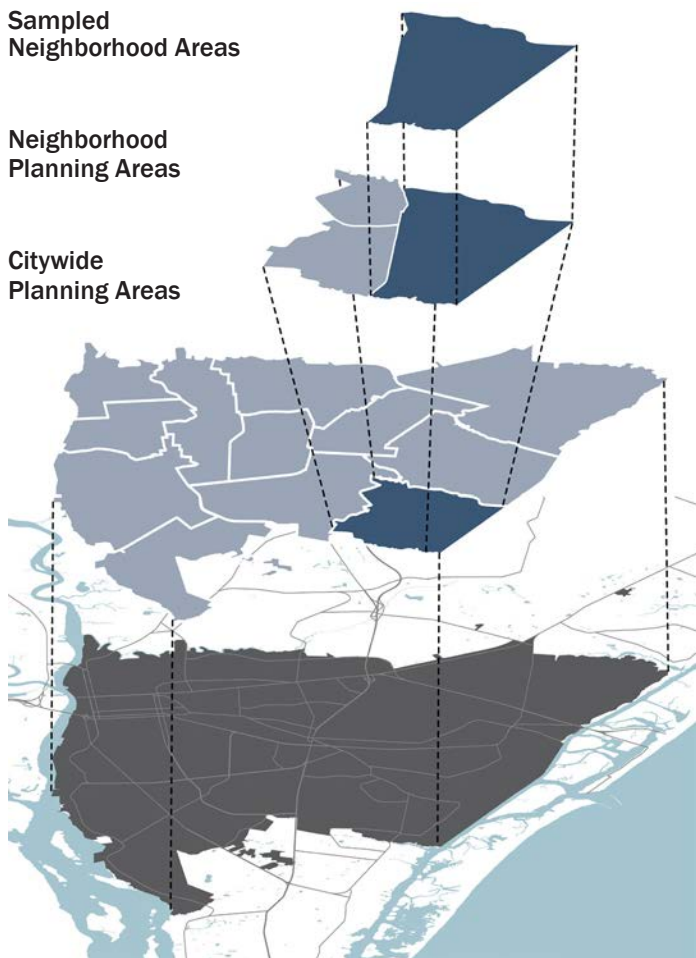 Sampled
Neighborhood Areas
Neighborhood
Planning Areas
Citywide
Planning Areas